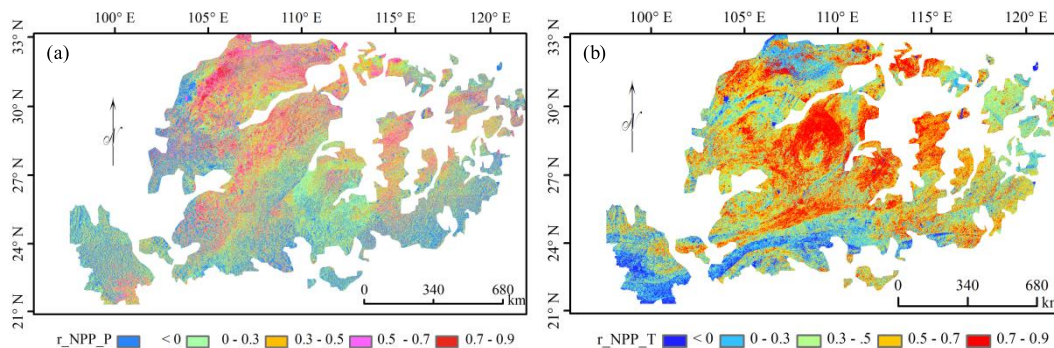 100° E 105° E 110° E 115° E 120° E
33° N
30° N
27° N
24° N
21° N
(a)
N
0 340 680
km
r_NPP_P < 0 0 - 0.3 0.3 - 0.5 0.5 - 0.7 0.7 - 0.9
100° E 105° E 110° E 115° E 120° E
33° N
30° N
27° N
24° N
21° N
(b)
N
0 340 680
km
r_NPP_T < 0 0 - 0.3 0.3 - .5 0.5 - 0.7 0.7 - 0.9